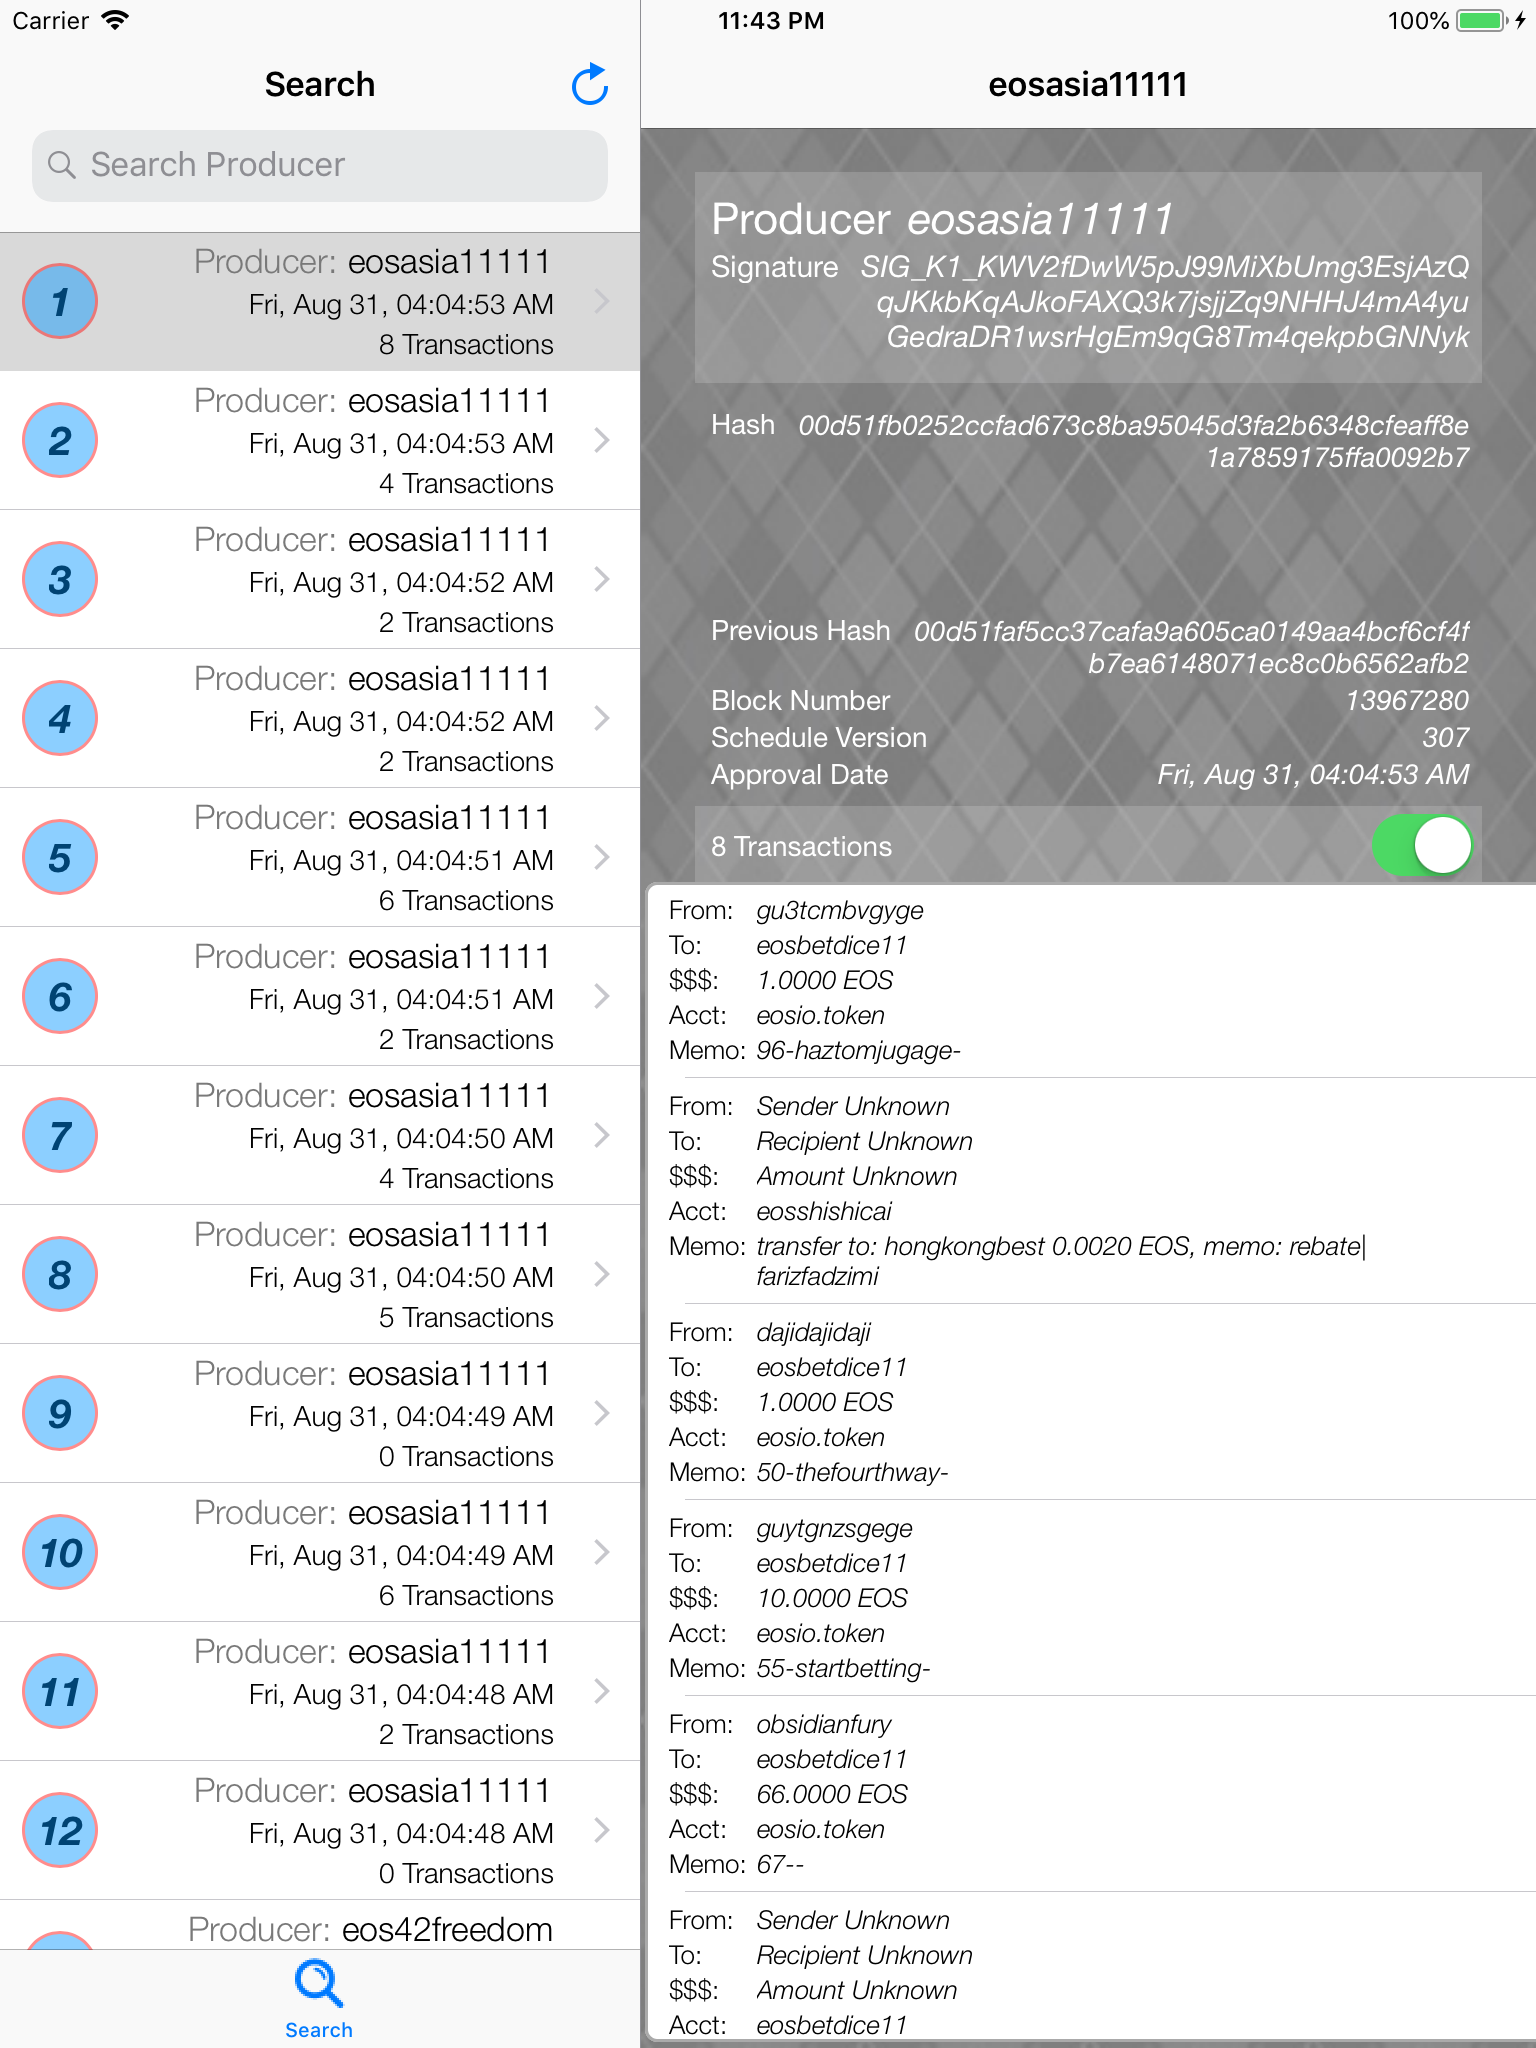 Carrier
11:43 PM
100%
Search
Search Producer
1
Producer: eosasia11111
Fri, Aug 31, 04:04:53 AM
8 Transactions
2
Producer: eosasia11111
Fri, Aug 31, 04:04:53 AM
4 Transactions
3
Producer: eosasia11111
Fri, Aug 31, 04:04:52 AM
2 Transactions
4
Producer: eosasia11111
Fri, Aug 31, 04:04:52 AM
2 Transactions
5
Producer: eosasia11111
Fri, Aug 31, 04:04:51 AM
6 Transactions
6
Producer: eosasia11111
Fri, Aug 31, 04:04:51 AM
2 Transactions
7
Producer: eosasia11111
Fri, Aug 31, 04:04:50 AM
4 Transactions
8
Producer: eosasia11111
Fri, Aug 31, 04:04:50 AM
5 Transactions
9
Producer: eosasia11111
Fri, Aug 31, 04:04:49 AM
0 Transactions
10
Producer: eosasia11111
Fri, Aug 31, 04:04:49 AM
6 Transactions
11
Producer: eosasia11111
Fri, Aug 31, 04:04:48 AM
2 Transactions
12
Producer: eosasia11111
Fri, Aug 31, 04:04:48 AM
0 Transactions
Producer: eos42freedom
Search
eosasia11111
Producer eosasia11111
Signature SIG_K1_KWV2fDwW5pJ99MiXbUmg3EsjAzQ
qJKkbKqAJkoFAXQ3k7jsjjZq9NHHJ4mA4yu
GedraDR1wsrHgEm9qG8Tm4qekpbGNNyk
Hash 00d51fb0252ccfad673c8ba95045d3fa2b6348cfeaff8e
1a7859175ffa0092b7
Previous Hash 00d51faf5cc37cafa9a605ca0149aa4bcf6cf4f
b7ea6148071ec8c0b6562afb2
Block Number 13967280
Schedule Version 307
Approval Date Fri, Aug 31, 04:04:53 AM
8 Transactions
From: gu3tcmbvgyge
To: eosbetdice11
$$$: 1.0000 EOS
Acct: eosio.token
Memo: 96-haztomjugage-
From: Sender Unknown
To: Recipient Unknown
$$$: Amount Unknown
Acct: eosshishicai
Memo: transfer to: hongkongbest 0.0020 EOS, memo: rebate|
farizfadzimi
From: dajidajidaji
To: eosbetdice11
$$$: 1.0000 EOS
Acct: eosio.token
Memo: 50-thefourthway-
From: guytgnzsgege
To: eosbetdice11
$$$: 10.0000 EOS
Acct: eosio.token
Memo: 55-startbetting-
From: obsidianfury
To: eosbetdice11
$$$: 66.0000 EOS
Acct: eosio.token
Memo: 67--
From: Sender Unknown
To: Recipient Unknown
$$$: Amount Unknown
Acct: eosbetdice11